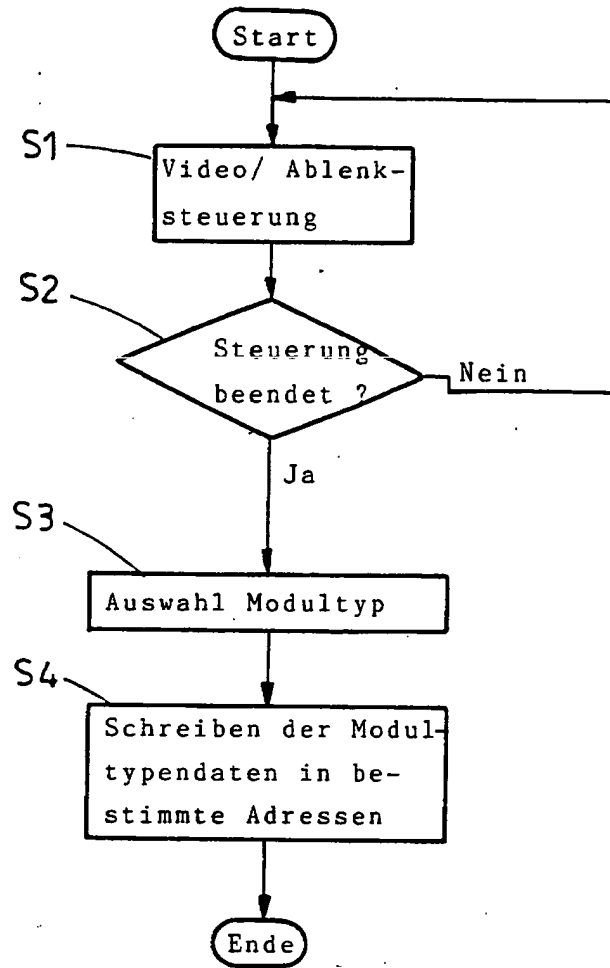 Start
S1
Video/ Ablenk-
steuerung
S2
Steuerung
beendet ?
Nein
Ja
S3
Auswahl Modultyp
S4
Schreiben der Modul-
typendaten in be-
stimmte Adressen
Ende